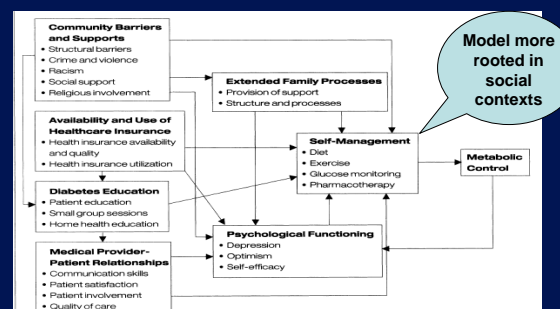 Community Barriers
and Supports
• Structural barriers
• Crime and violence
• Racism
• Social support
• Religious involvement
Extended Family Processes
• Provision of support
• Structure and processes
Model more
rooted in
social
contexts
Availability and Use of
Healthcare Insurance
• Health insurance availability
and quality
• Health insurance utilization
Self-Management
• Diet
• Exercise
• Glucose monitoring
• Pharmacotherapy
Metabolic
Control
Diabetes Education
• Patient education
• Small group sessions
• Home health education
Psychological Functioning
• Depression
• Optimism
• Self-efficacy
Medical Provider-
Patient Relationships
• Communication skills
• Patient satisfaction
• Patient involvement
• Quality of care